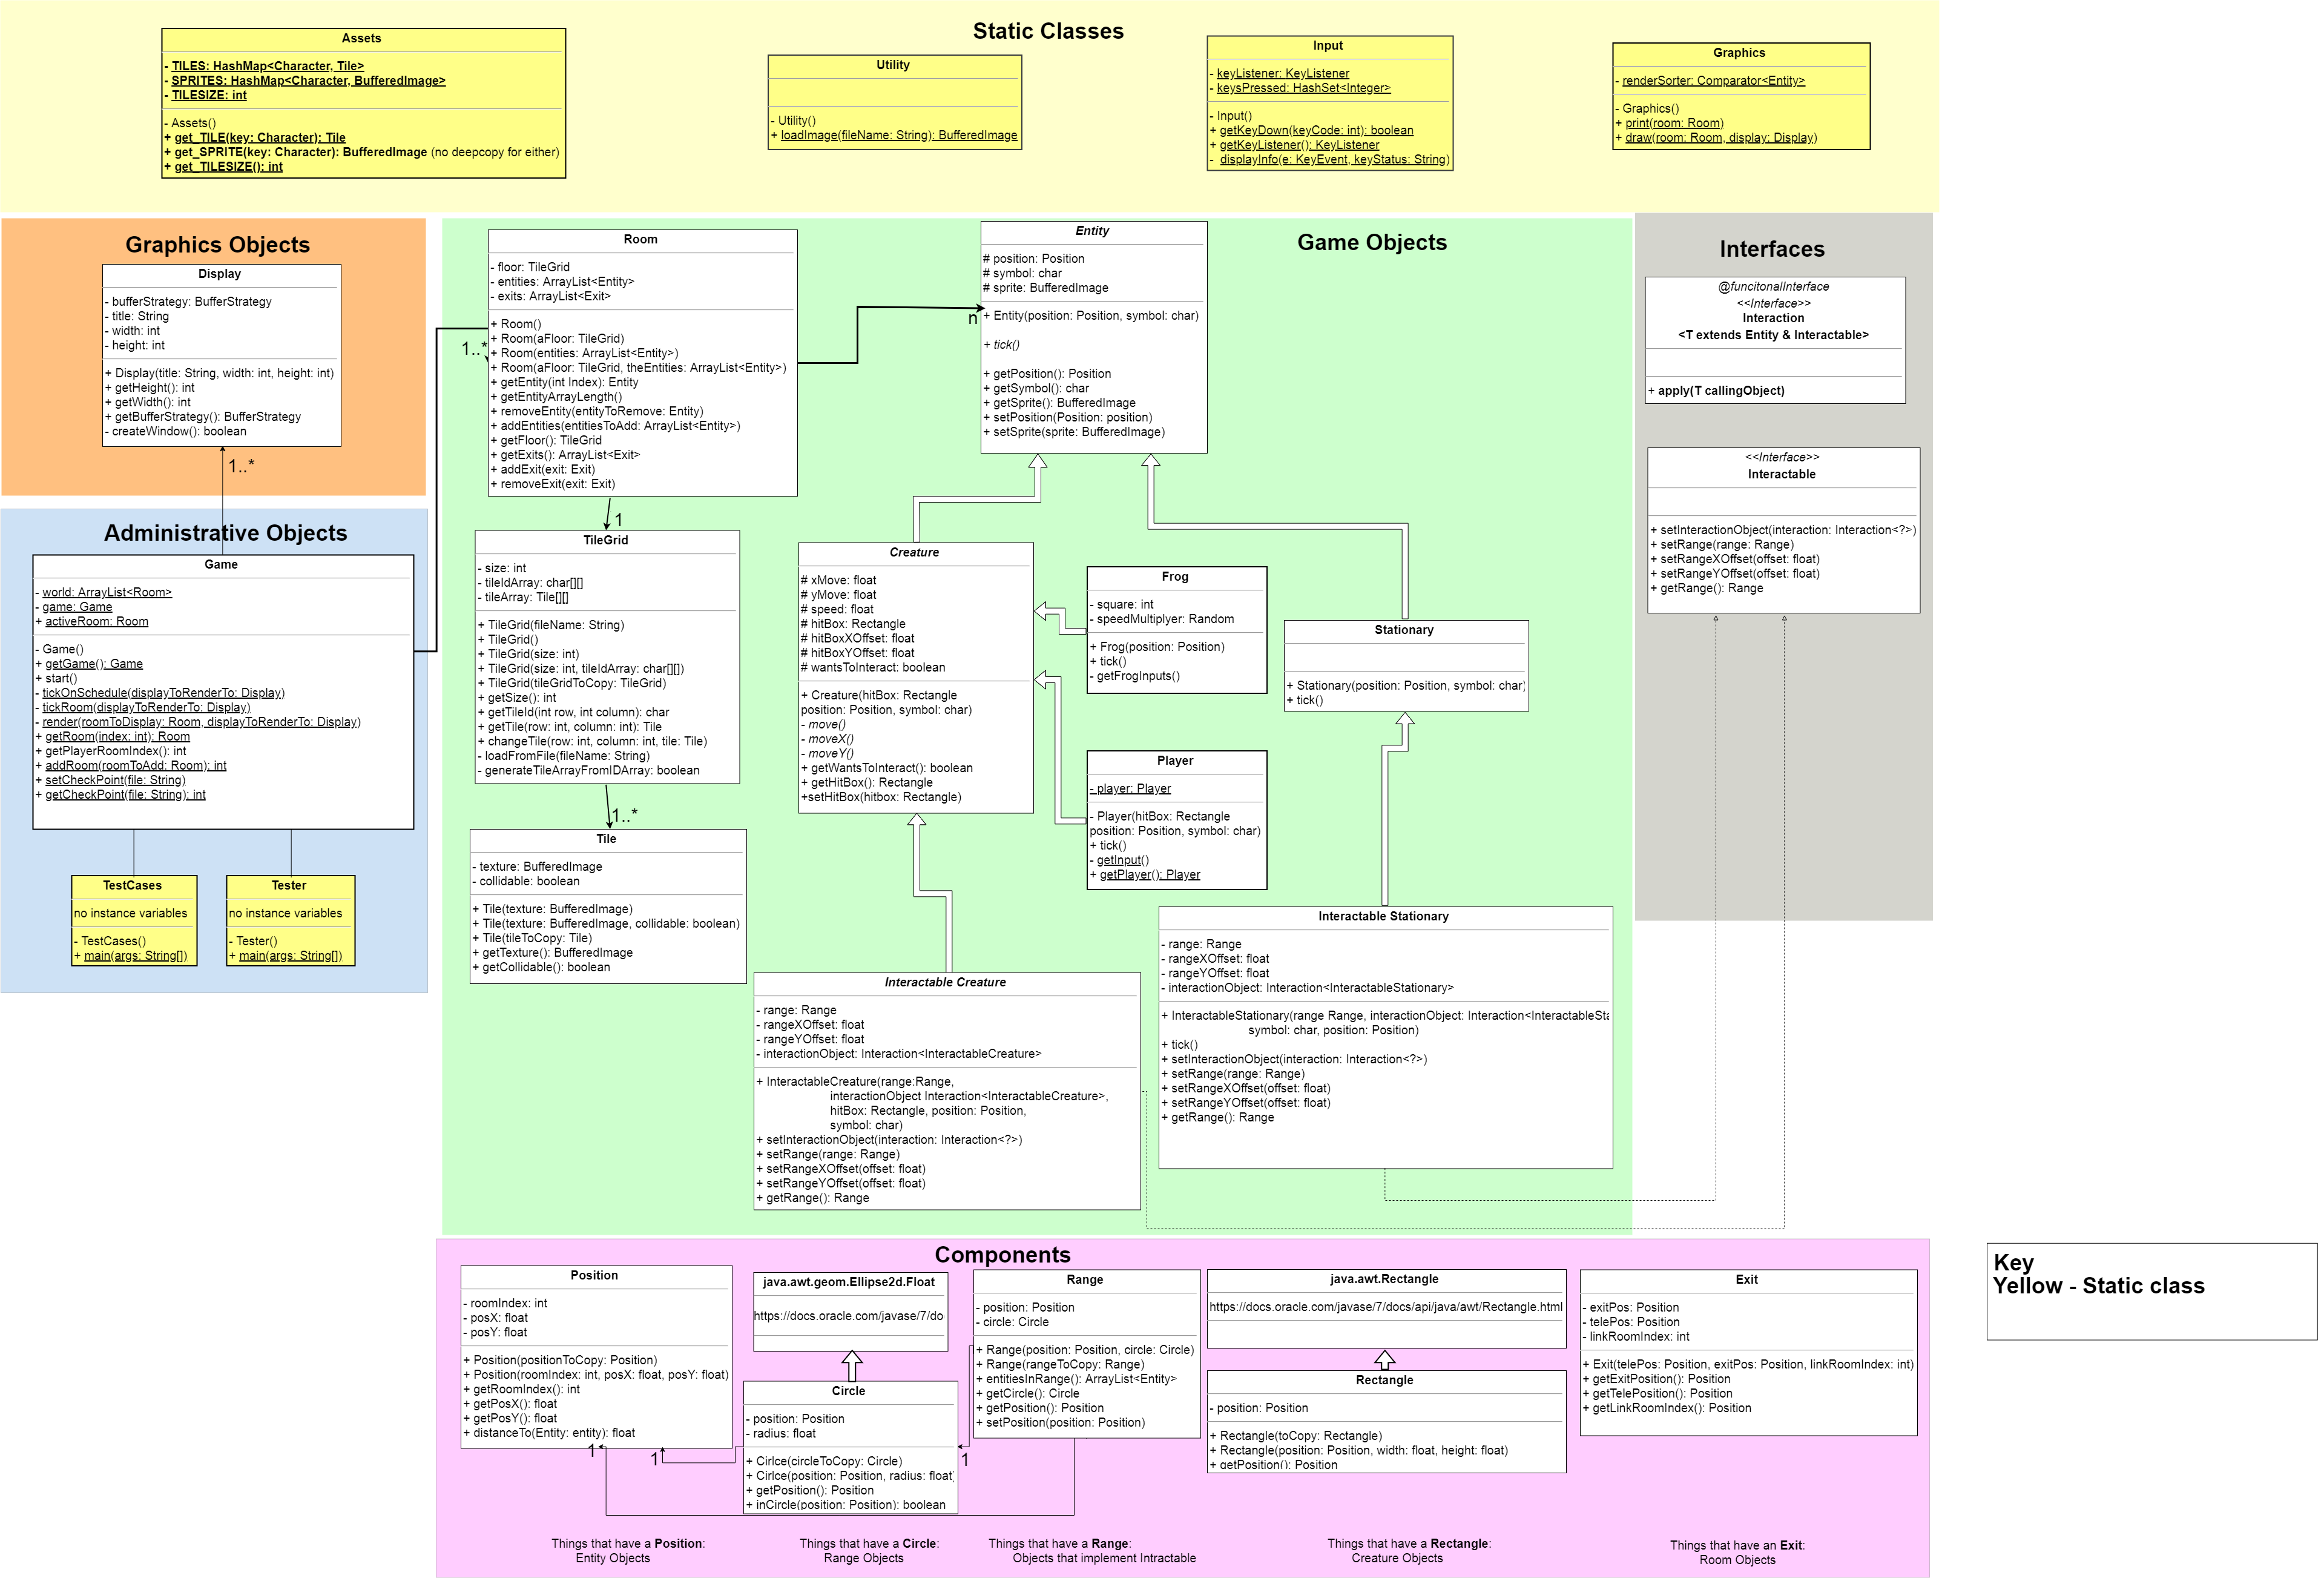 Static Classes
Assets
- TILES: HashMap<Character, Tile>
- SPRITES: HashMap<Character, BufferedImage>
- TILESIZE: int
- Assets()
+ get_TILE(key: Character): Tile
+ get_SPRITE(key: Character): BufferedImage (no deepcopy for either)
+ get_TILESIZE(): int
Utility
- Utility()
+ loadImage(fileName: String): BufferedImage
Input
- keyListener: KeyListener
- keysPressed: HashSet<Integer>
- Input()
+ getKeyDown(keyCode: int): boolean
+ getKeyListener(): KeyListener
- displayInfo(e: KeyEvent, keyStatus: String)
Graphics
- renderSorter: Comparator<Entity>
- Graphics()
+ print(room: Room)
+ draw(room: Room, display: Display)
Graphics Objects
Display
- bufferStrategy: BufferStrategy
- title: String
- width: int
- height: int
+ Display(title: String, width: int, height: int)
+ getHeight(): int
+ getWidth(): int
+ getBufferStrategy(): BufferStrategy
- createWindow(): boolean
1..*
Administrative Objects
Game
- world: ArrayList<Room>
- game: Game
+ activeRoom: Room
- Game()
+ getGame(): Game
+ start()
- tickOnSchedule(displayToRenderTo: Display)
- tickRoom(displayToRenderTo: Display)
- render(roomToDisplay: Room, displayToRenderTo: Display)
+ getRoom(index: int): Room
+ getPlayerRoomIndex(): int
+ addRoom(roomToAdd: Room): int
+ setCheckPoint(file: String)
+ getCheckPoint(file: String): int
TestCases
no instance variables
- TestCases()
+ main(args: String[])
Tester
no instance variables
- Tester()
+ main(args: String[])
Game Objects
Room
- floor: TileGrid
- entities: ArrayList<Entity>
- exits: ArrayList<Exit>
+ Room()
+ Room(aFloor: TileGrid)
+ Room(entities: ArrayList<Entity>)
+ Room(aFloor: TileGrid, theEntities: ArrayList<Entity>)
+ getEntity(int Index): Entity
+ getEntityArrayLength()
+ removeEntity(entityToRemove: Entity)
+ addEntities(entitiesToAdd: ArrayList<Entity>)
+ getFloor(): TileGrid
+ getExits(): ArrayList<Exit>
+ addExit(exit: Exit)
+ removeExit(exit: Exit)
1..*
n
1
TileGrid
- size: int
- tileIdArray: char[][]
- tileArray: Tile[][]
+ TileGrid(fileName: String)
+ TileGrid()
+ TileGrid(size: int)
+ TileGrid(size: int, tileIdArray: char[][])
+ TileGrid(tileGridToCopy: TileGrid)
+ getSize(): int
+ getTileId(int row, int column): char
+ getTile(row: int, column: int): Tile
+ changeTile(row: int, column: int, tile: Tile)
- loadFromFile(fileName: String)
- generateTileArrayFromIDArray: boolean
1..*
Tile
- texture: BufferedImage
- collidable: boolean
+ Tile(texture: BufferedImage)
+ Tile(texture: BufferedImage, collidable: boolean)
+ Tile(tileToCopy: Tile)
+ getTexture(): BufferedImage
+ getCollidable(): boolean
Entity
# position: Position
# symbol: char
# sprite: BufferedImage
+ Entity(position: Position, symbol: char)
+ tick()
+ getPosition(): Position
+ getSymbol(): char
+ getSprite(): BufferedImage
+ setPosition(Position: position)
+ setSprite(sprite: BufferedImage)
Creature
# xMove: float
# yMove: float
# speed: float
# hitBox: Rectangle
# hitBoxXOffset: float
# hitBoxYOffset: float
# wantsToInteract: boolean
+ Creature(hitBox: Rectangle
position: Position, symbol: char)
- move()
- moveX()
- moveY()
+ getWantsToInteract(): boolean
+ getHitBox(): Rectangle
+setHitBox(hitbox: Rectangle)
Frog
- square: int
- speedMultiplyer: Random
+ Frog(position: Position)
+ tick()
- getFrogInputs()
Player
- player: Player
- Player(hitBox: Rectangle
position: Position, symbol: char)
+ tick()
- getInput()
+ getPlayer(): Player
Stationary
+ Stationary(position: Position, symbol: char)
+ tick()
Interactable Creature
- range: Range
- rangeXOffset: float
- rangeYOffset: float
- interactionObject: Interaction<InteractableCreature>
+ InteractableCreature(range:Range,
interactionObject Interaction<InteractableCreature>,
hitBox: Rectangle, position: Position,
symbol: char)
+ setInteractionObject(interaction: Interaction<?>)
+ setRange(range: Range)
+ setRangeXOffset(offset: float)
+ setRangeYOffset(offset: float)
+ getRange(): Range
Interactable Stationary
- range: Range
- rangeXOffset: float
- rangeYOffset: float
- interactionObject: Interaction<InteractableStationary>
+ InteractableStationary(range Range, interactionObject: Interaction<InteractableSta
symbol: char, position: Position)
+ tick()
+ setInteractionObject(interaction: Interaction<?>)
+ setRange(range: Range)
+ setRangeXOffset(offset: float)
+ setRangeYOffset(offset: float)
+ getRange(): Range
Interfaces
@funcitonalInterface
<<Interface>>
Interaction
<T extends Entity & Interactable>
+ apply(T callingObject)
<<Interface>>
Interactable
+ setInteractionObject(interaction: Interaction<?>)
+ setRange(range: Range)
+ setRangeXOffset(offset: float)
+ setRangeYOffset(offset: float)
+ getRange(): Range
Components
Position
- roomIndex: int
- posX: float
- posY: float
+ Position(positionToCopy: Position)
+ Position(roomIndex: int, posX: float, posY: float)
+ getRoomIndex(): int
+ getPosX(): float
+ getPosY(): float
+ distanceTo(Entity: entity): float
1
1
java.awt.geom.Ellipse2d.Float
https://docs.oracle.com/javase/7/do
Circle
- position: Position
- radius: float
+ Cirlce(circleToCopy: Circle)
+ Cirlce(position: Position, radius: float)
+ getPosition(): Position
+ inCircle(position: Position): boolean
1
Range
- position: Position
- circle: Circle
+ Range(position: Position, circle: Circle)
+ Range(rangeToCopy: Range)
+ entitiesInRange(): ArrayList<Entity>
+ getCircle(): Circle
+ getPosition(): Position
+ setPosition(position: Position)
java.awt.Rectangle
https://docs.oracle.com/javase/7/docs/api/java/awt/Rectangle.html
Rectangle
- position: Position
+ Rectangle(toCopy: Rectangle)
+ Rectangle(position: Position, width: float, height: float)
+ getPosition(): Position
Exit
- exitPos: Position
- telePos: Position
- linkRoomIndex: int
+ Exit(telePos: Position, exitPos: Position, linkRoomIndex: int)
+ getExitPosition(): Position
+ getTelePosition(): Position
+ getLinkRoomIndex(): Position
Things that have a Position:
Entity Objects
Things that have a Circle:
Range Objects
Things that have a Range:
Objects that implement Intractable
Things that have a Rectangle:
Creature Objects
Things that have an Exit:
Room Objects
Key
Yellow - Static class